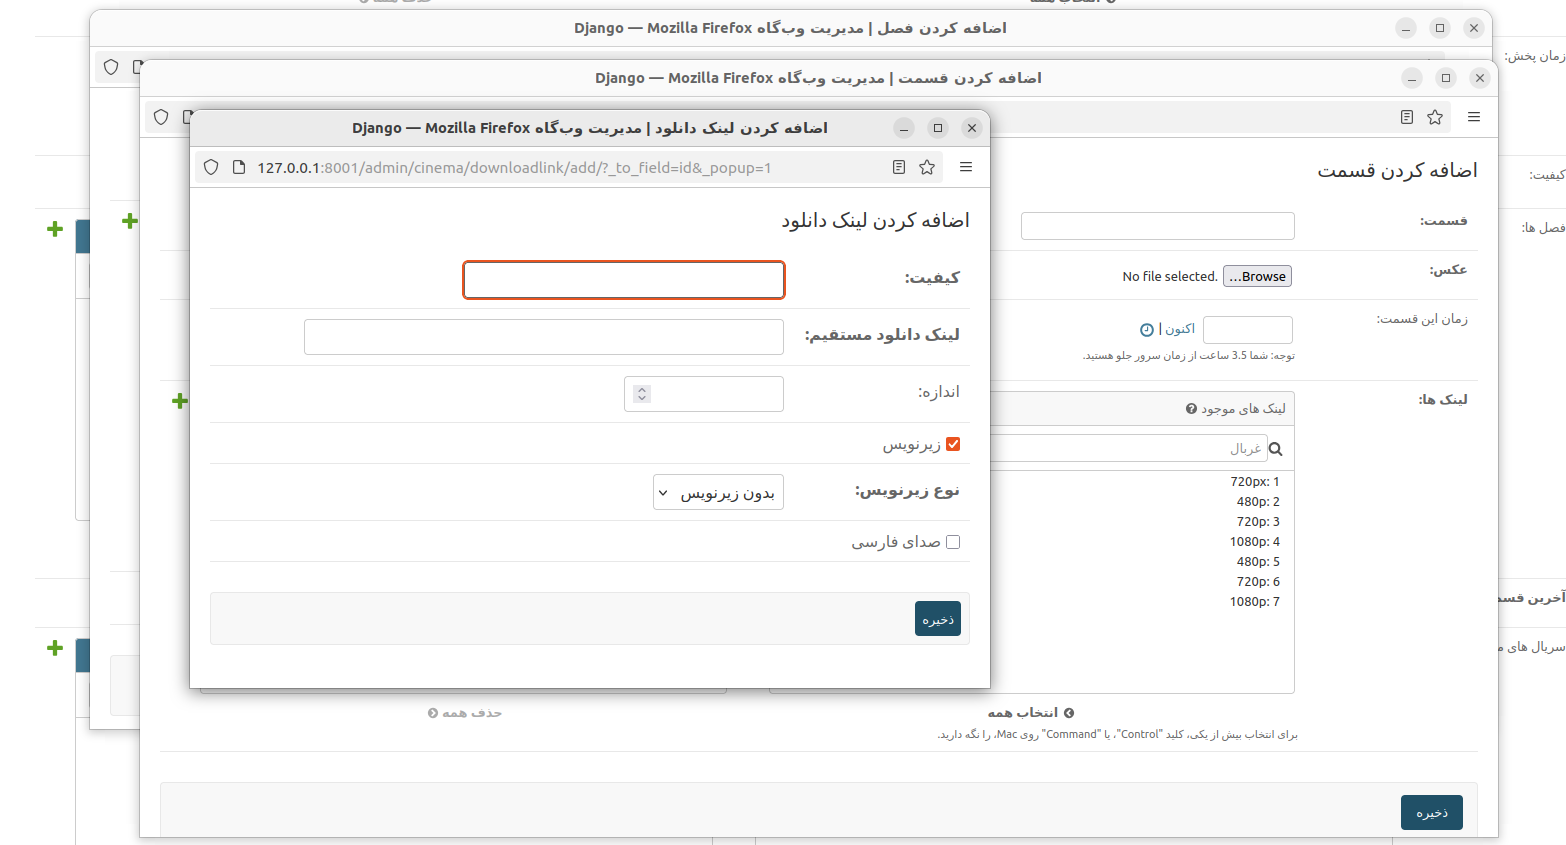 انتخاب همه
حذف همه
اضافه کردن فصل | مدیریت وب‌گاه Django — Mozilla Firefox
زمان پخش:
کیفیت:
فصل ها:
آخرین قسم
سریال های م
اضافه کردن قسمت | مدیریت وب‌گاه Django — Mozilla Firefox
اضافه کردن قسمت
قسمت:
عکس:
Browse... No file selected.
زمان این قسمت:
اکنون |
توجه: شما 3.5 ساعت از زمان سرور جلو هستید.
لینک ها:
لینک های موجود
غربال
720px: 1
480p: 2
720p: 3
1080p: 4
480p: 5
720p: 6
1080p: 7
انتخاب همه
حذف همه
برای انتخاب بیش از یکی، کلید "Control"، یا "Command" روی Mac، را نگه دارید.
ذخیره
اضافه کردن لینک دانلود | مدیریت وب‌گاه Django — Mozilla Firefox
127.0.0.1:8001/admin/cinema/downloadlink/add/?_to_field=id&_popup=1
اضافه کردن لینک دانلود
کیفیت:
لینک دانلود مستقیم:
اندازه:
زیرنویس
نوع زیرنویس:
بدون زیرنویس
صدای فارسی
ذخیره